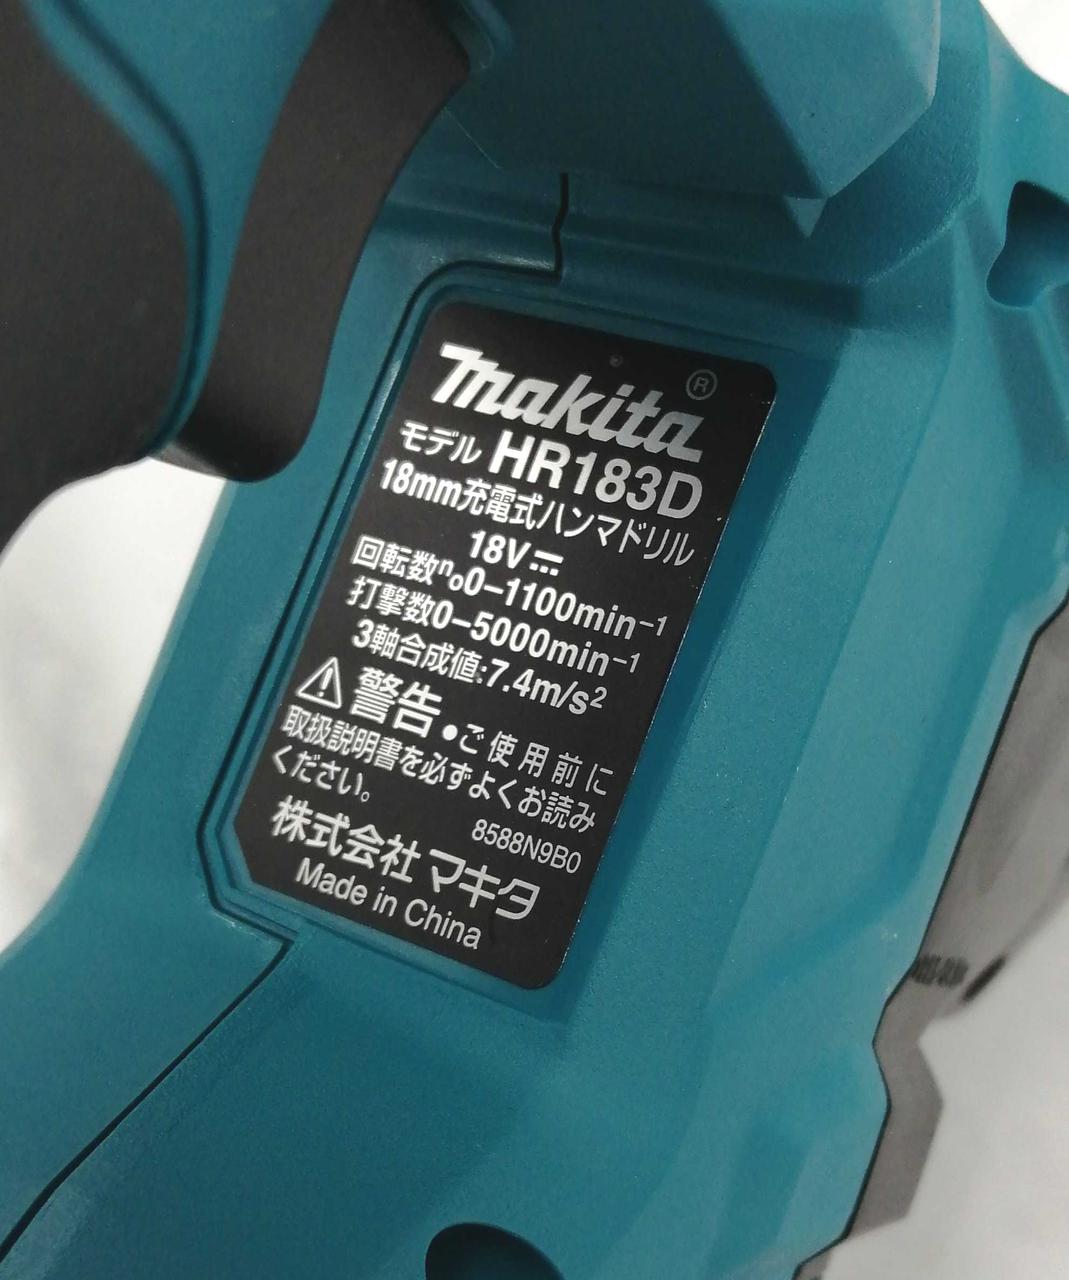 makita®
モデル HR183D
18mm充電式ハンマドリル
18V⎓
回転数n₀0−1100min⁻¹
打撃数0−5000min⁻¹
3軸合成値:7.4m/s²
⚠警告 ●ご使用前に
取扱説明書を必ずよくお読み
ください。
8588N9B0
株式会社マキタ
Made in China